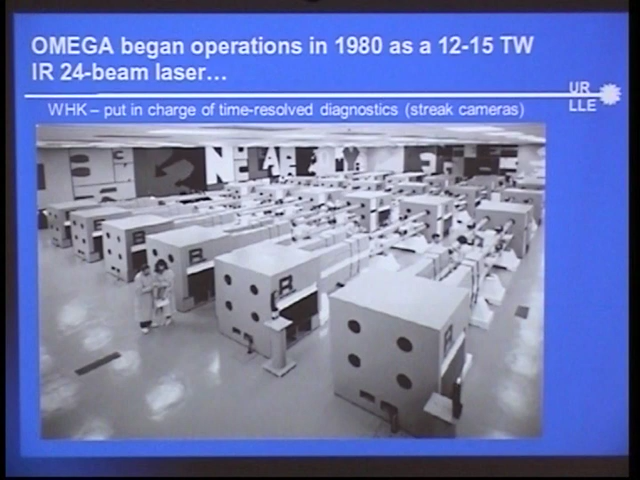 OMEGA began operations in 1980 as a 12-15 TW
IR 24-beam laser…
UR
LLE
WHK – put in charge of time-resolved diagnostics (streak cameras)